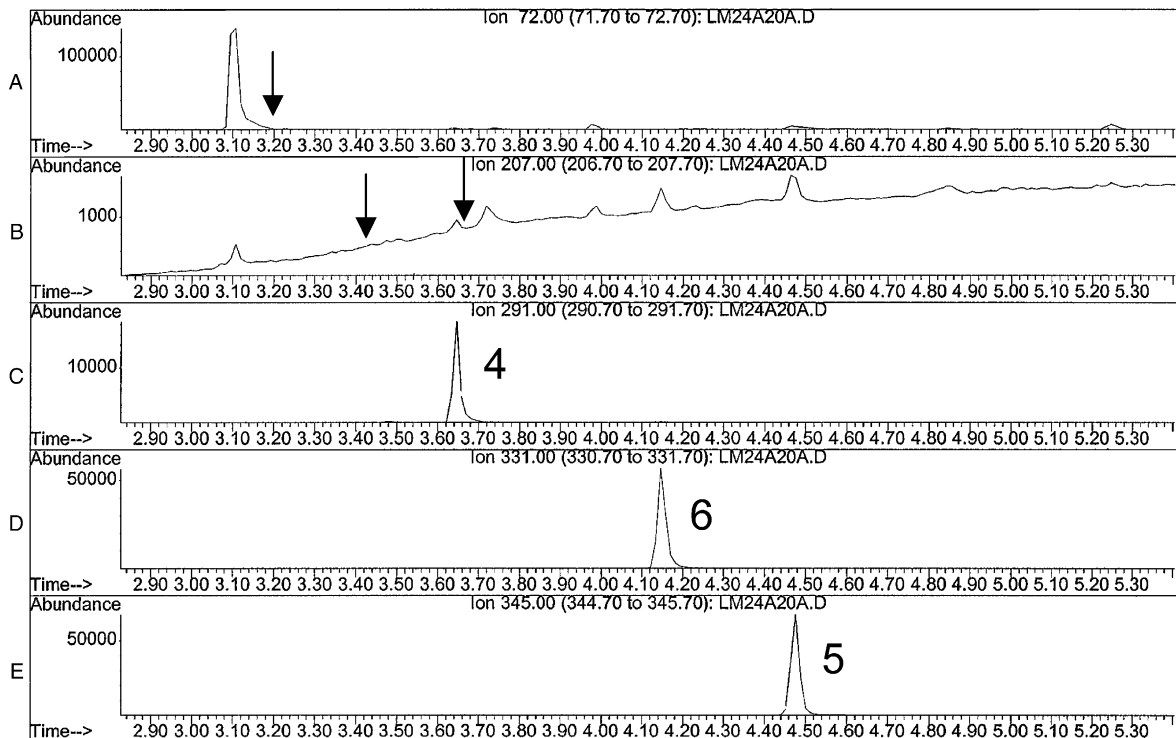 Abundance
Ion 72.00 (71.70 to 72.70): LM24A20A.D
100000
A
Time-->
2.90 3.00 3.10 3.20 3.30 3.40 3.50 3.60 3.70 3.80 3.90 4.00 4.10 4.20 4.30 4.40 4.50 4.60 4.70 4.80 4.90 5.00 5.10 5.20 5.30
Abundance
Ion 207.00 (206.70 to 207.70): LM24A20A.D
1000
B
Time-->
2.90 3.00 3.10 3.20 3.30 3.40 3.50 3.60 3.70 3.80 3.90 4.00 4.10 4.20 4.30 4.40 4.50 4.60 4.70 4.80 4.90 5.00 5.10 5.20 5.30
Abundance
Ion 291.00 (290.70 to 291.70): LM24A20A.D
10000
4
C
Time-->
2.90 3.00 3.10 3.20 3.30 3.40 3.50 3.60 3.70 3.80 3.90 4.00 4.10 4.20 4.30 4.40 4.50 4.60 4.70 4.80 4.90 5.00 5.10 5.20 5.30
Abundance
Ion 331.00 (330.70 to 331.70): LM24A20A.D
50000
6
D
Time-->
2.90 3.00 3.10 3.20 3.30 3.40 3.50 3.60 3.70 3.80 3.90 4.00 4.10 4.20 4.30 4.40 4.50 4.60 4.70 4.80 4.90 5.00 5.10 5.20 5.30
Abundance
Ion 345.00 (344.70 to 345.70): LM24A20A.D
50000
5
E
Time-->
2.90 3.00 3.10 3.20 3.30 3.40 3.50 3.60 3.70 3.80 3.90 4.00 4.10 4.20 4.30 4.40 4.50 4.60 4.70 4.80 4.90 5.00 5.10 5.20 5.30